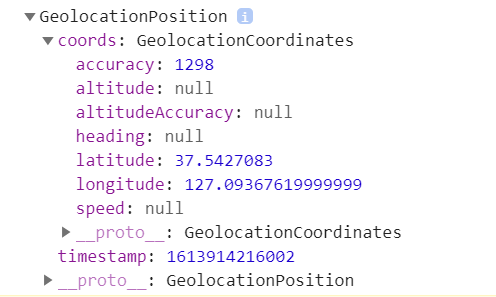 ▼GeolocationPosition i
▼coords: GeolocationCoordinates
accuracy: 1298
altitude: null
altitudeAccuracy: null
heading: null
latitude: 37.5427083
longitude: 127.09367619999999
speed: null
▶__proto__: GeolocationCoordinates
timestamp: 1613914216002
▶__proto__: GeolocationPosition